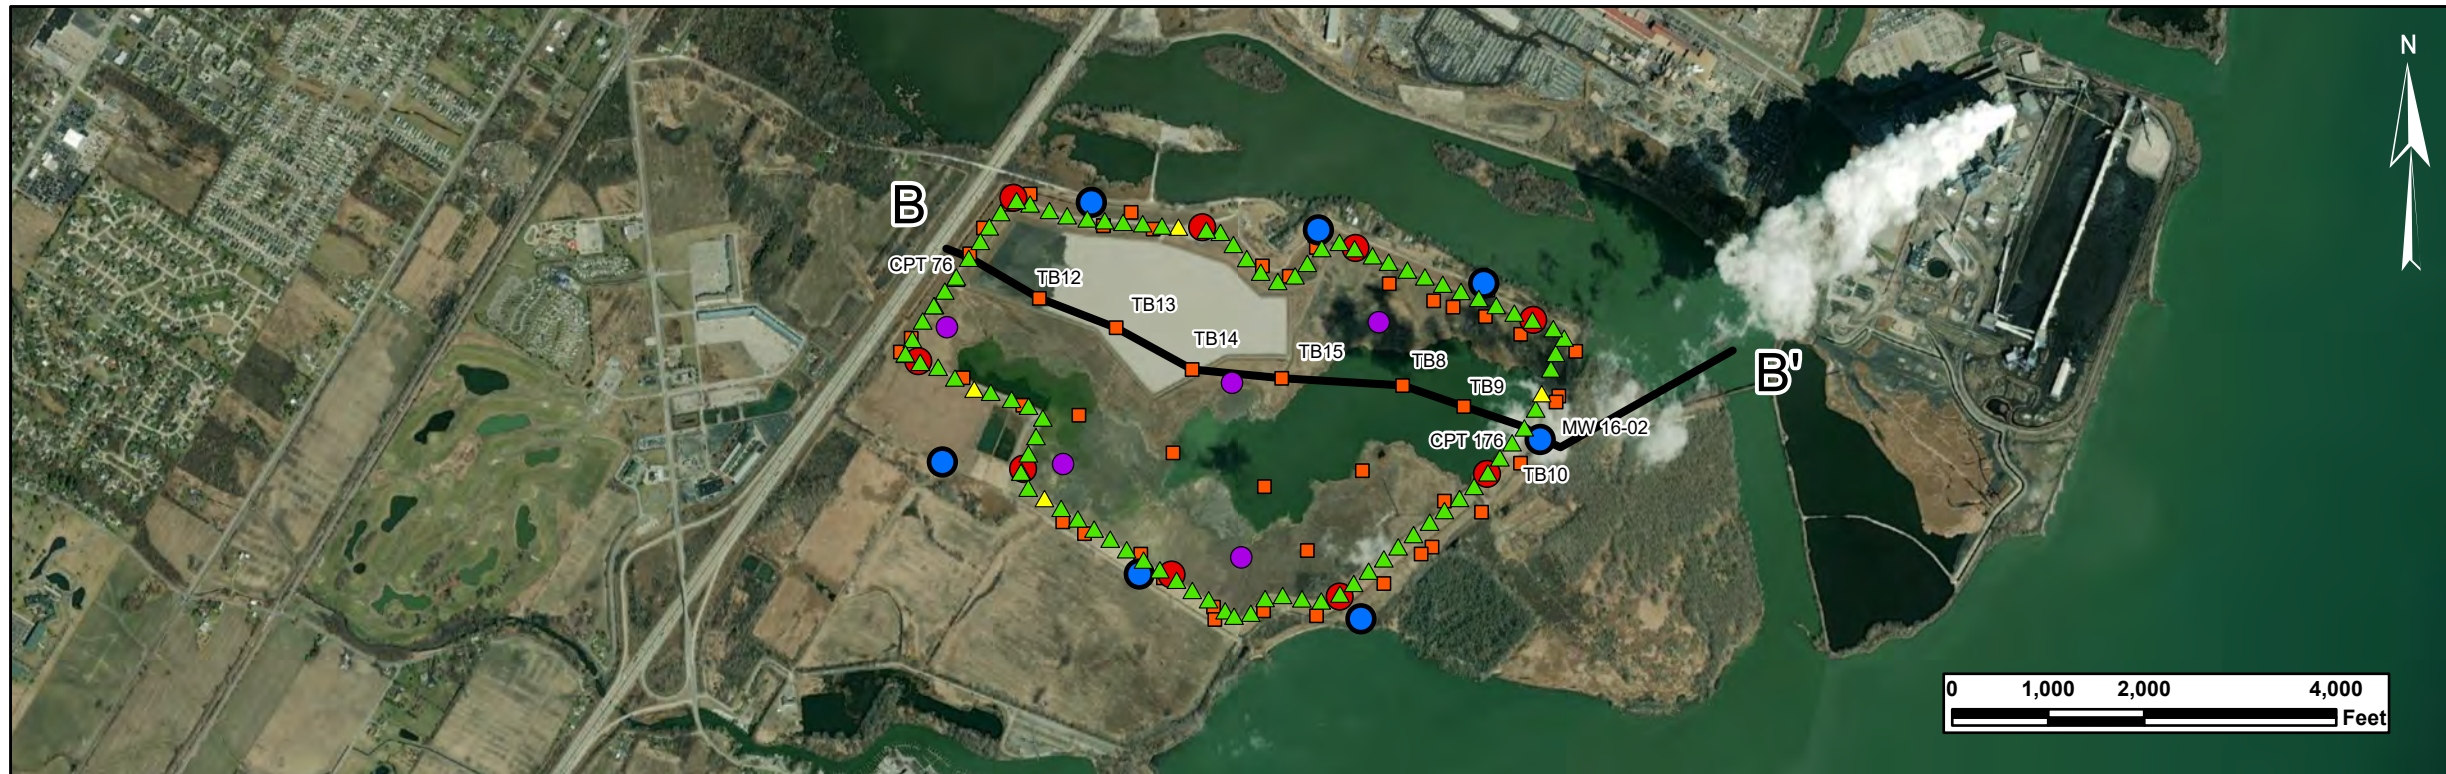 N
B
CPT 76
TB12
TB13
TB14
TB15
TB8
TB9
B'
CPT 176
MW 16-02
TB10
0 1,000 2,000 4,000
Feet